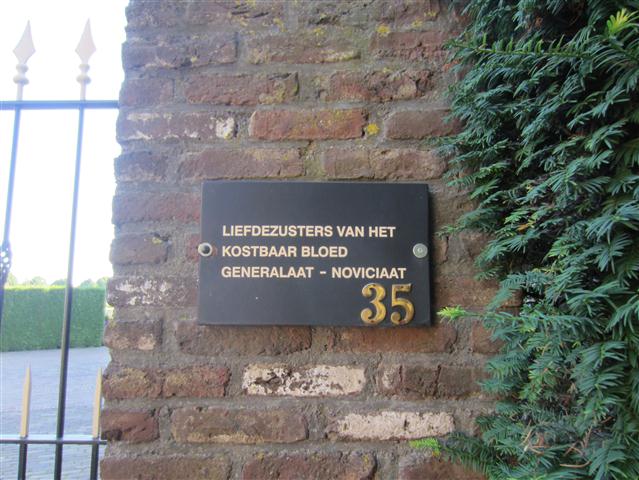 LIEFDEZUSTERS VAN HET
KOSTBAAR BLOED
GENERALAAT - NOVICIAAT
35